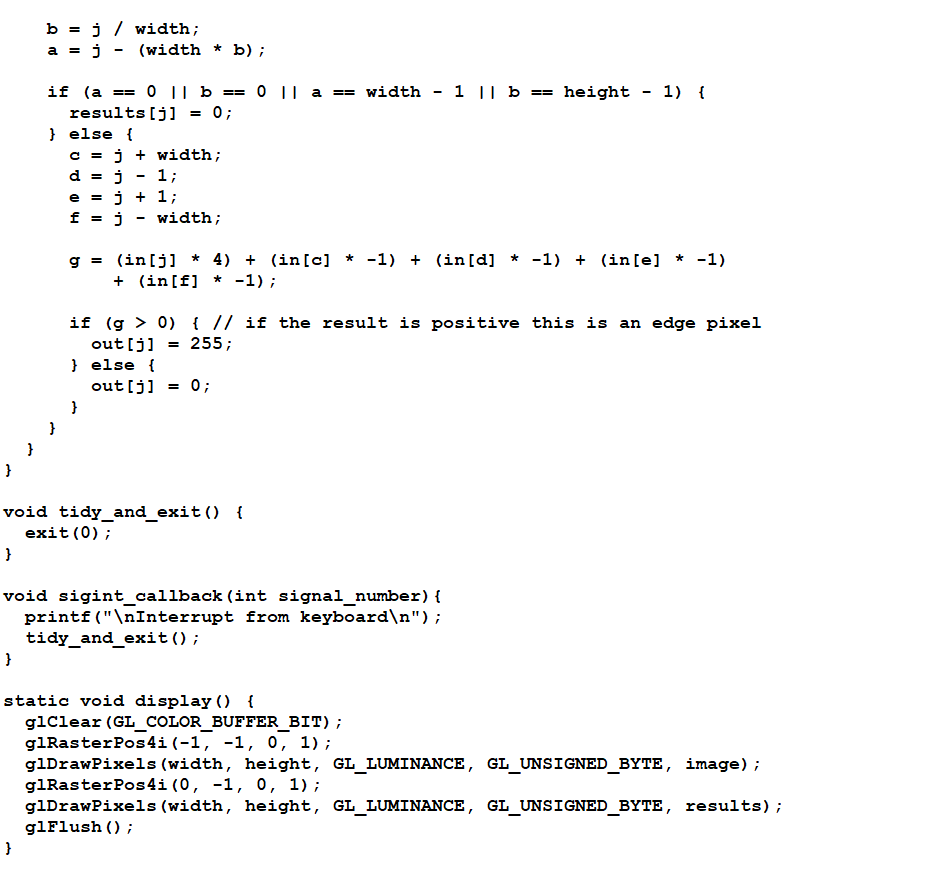 b = j / width;
    a = j - (width * b);

    if (a == 0 || b == 0 || a == width - 1 || b == height - 1) {
      results[j] = 0;
    } else {
      c = j + width;
      d = j - 1;
      e = j + 1;
      f = j - width;

      g = (in[j] * 4) + (in[c] * -1) + (in[d] * -1) + (in[e] * -1)
          + (in[f] * -1);

      if (g > 0) { // if the result is positive this is an edge pixel
        out[j] = 255;
      } else {
        out[j] = 0;
      }
    }
  }
}

void tidy_and_exit() {
  exit(0);
}

void sigint_callback(int signal_number){
  printf("\nInterrupt from keyboard\n");
  tidy_and_exit();
}

static void display() {
  glClear(GL_COLOR_BUFFER_BIT);
  glRasterPos4i(-1, -1, 0, 1);
  glDrawPixels(width, height, GL_LUMINANCE, GL_UNSIGNED_BYTE, image);
  glRasterPos4i(0, -1, 0, 1);
  glDrawPixels(width, height, GL_LUMINANCE, GL_UNSIGNED_BYTE, results);
  glFlush();
}